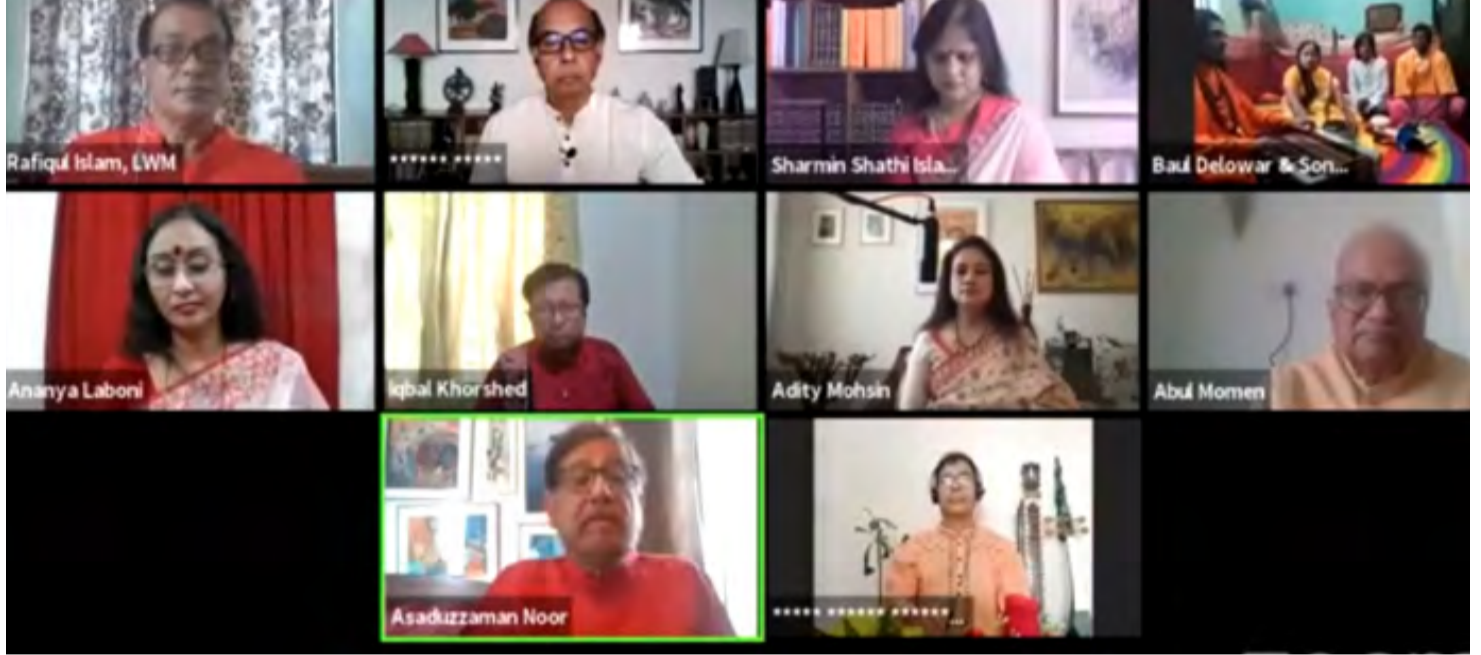 Rafiqul Islam, LWM
****** *****
Sharmin Shathi Isla...
Baul Delowar & Son...
Ananya Laboni
Iqbal Khorshed
Adity Mohsin
Abul Momen
Asaduzzaman Noor
***** ****** ******...